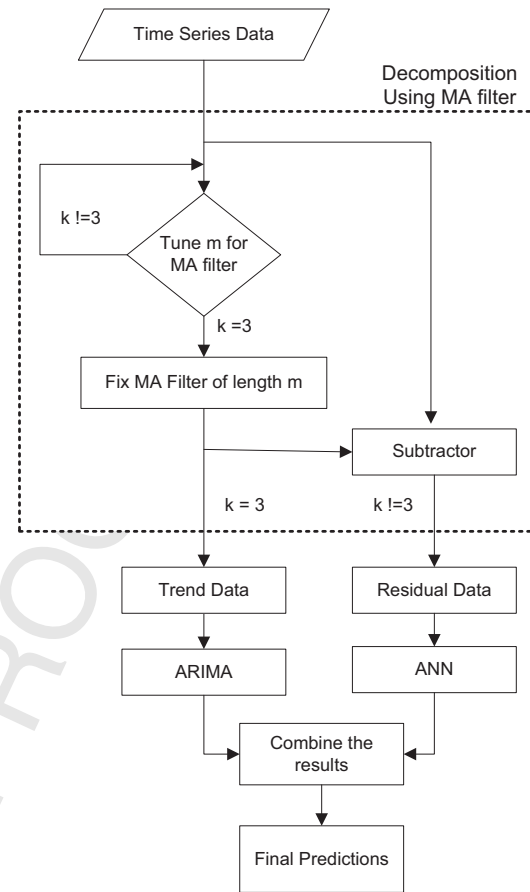 Time Series Data
Decomposition
Using MA filter
k !=3
Tune m for
MA filter
k =3
Fix MA Filter of length m
Subtractor
k = 3
k !=3
Trend Data
Residual Data
ARIMA
ANN
Combine the
results
Final Predictions